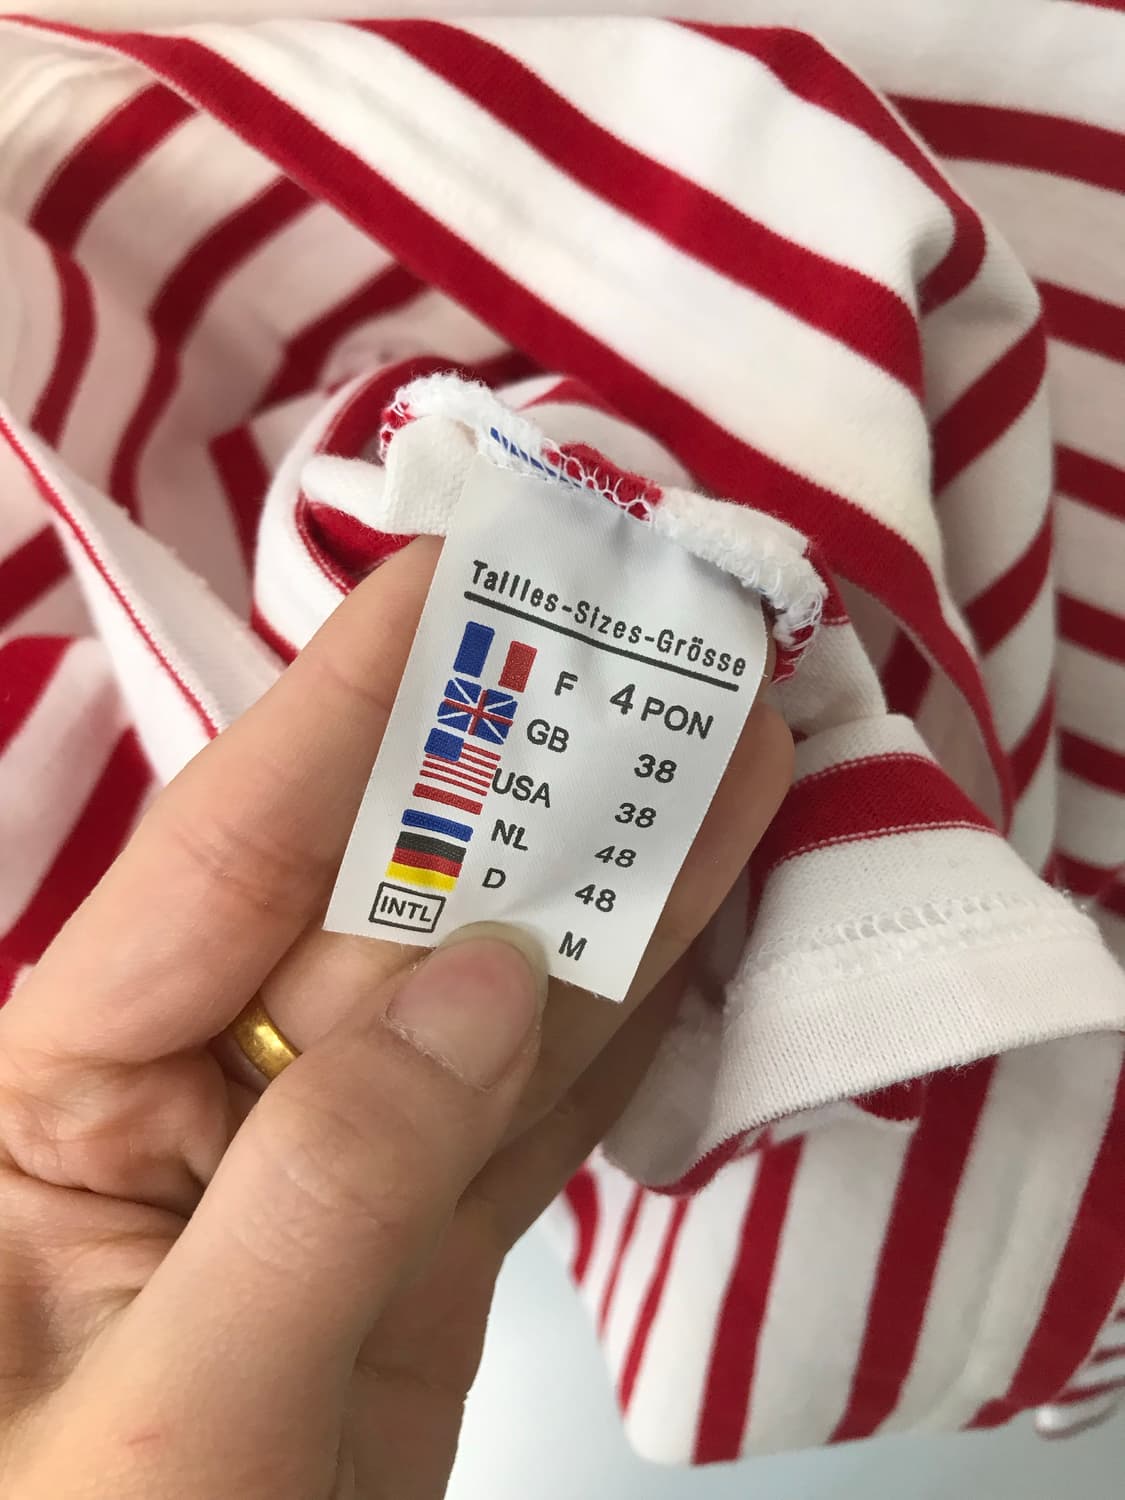 Tailles-Sizes-Grösse
F 4 PON
GB 38
USA 38
NL 48
D 48
INTL M